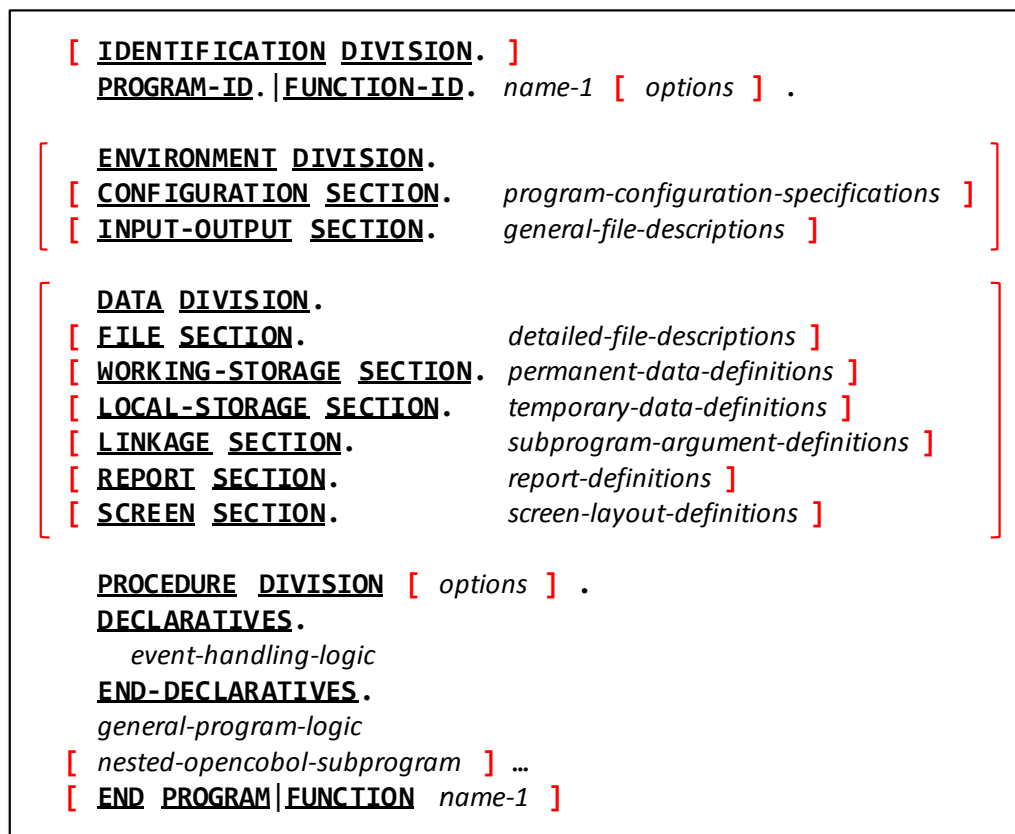 [ IDENTIFICATION DIVISION. ]
PROGRAM-ID.|FUNCTION-ID. name-1 [ options ] .
ENVIRONMENT DIVISION.
[ CONFIGURATION SECTION. program-configuration-specifications ]
[ INPUT-OUTPUT SECTION. general-file-descriptions ]
DATA DIVISION.
[ FILE SECTION. detailed-file-descriptions ]
[ WORKING-STORAGE SECTION. permanent-data-definitions ]
[ LOCAL-STORAGE SECTION. temporary-data-definitions ]
[ LINKAGE SECTION. subprogram-argument-definitions ]
[ REPORT SECTION. report-definitions ]
[ SCREEN SECTION. screen-layout-definitions ]
PROCEDURE DIVISION [ options ] .
DECLARATIVES.
event-handling-logic
END-DECLARATIVES.
general-program-logic
[ nested-opencobol-subprogram ] …
[ END PROGRAM|FUNCTION name-1 ]